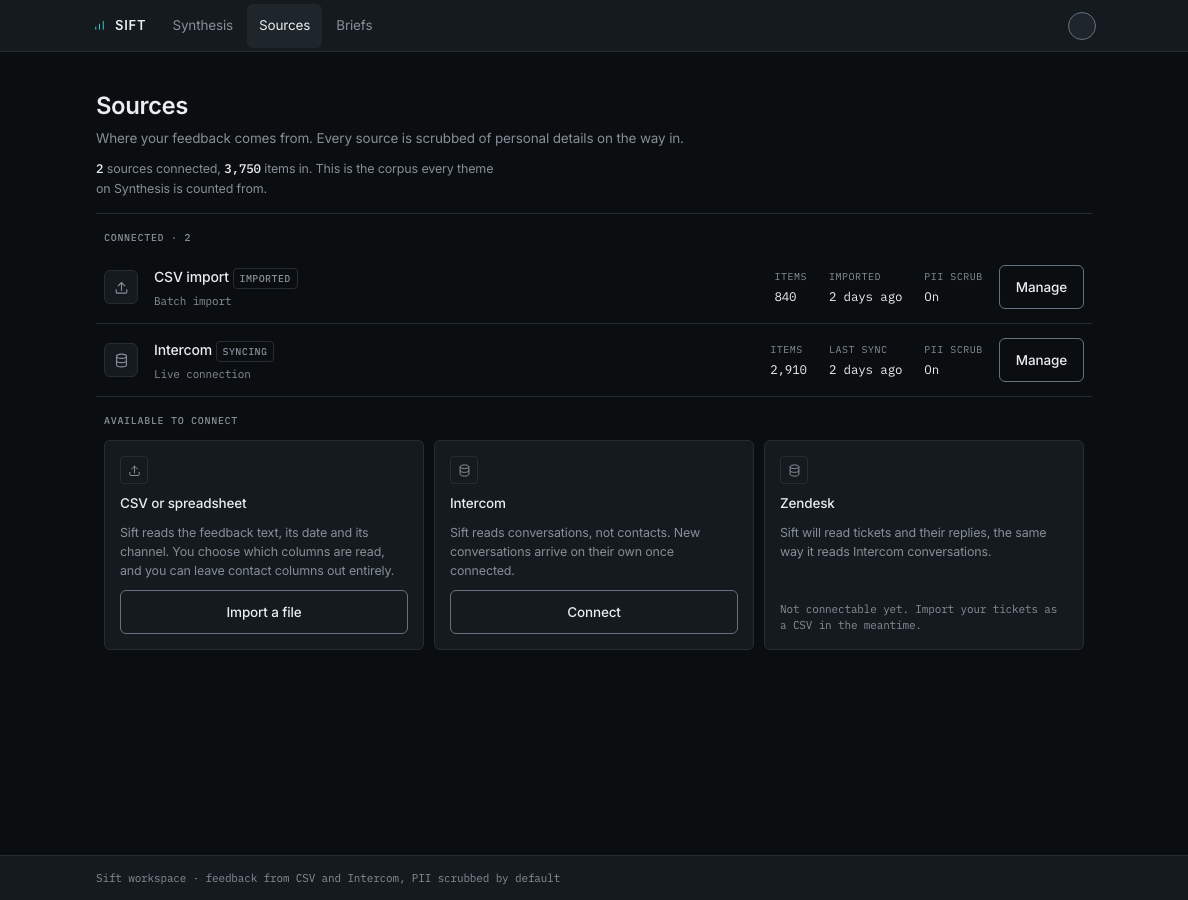 SIFT Synthesis Sources Briefs
Sources
Where your feedback comes from. Every source is scrubbed of personal details on the way in.
2 sources connected, 3,750 items in. This is the corpus every theme
on Synthesis is counted from.
CONNECTED · 2
CSV import IMPORTED
Batch import
ITEMS IMPORTED PII SCRUB
840 2 days ago On
Manage
Intercom SYNCING
Live connection
ITEMS LAST SYNC PII SCRUB
2,910 2 days ago On
Manage
AVAILABLE TO CONNECT
CSV or spreadsheet
Sift reads the feedback text, its date and its
channel. You choose which columns are read,
and you can leave contact columns out entirely.
Import a file
Intercom
Sift reads conversations, not contacts. New
conversations arrive on their own once
connected.
Connect
Zendesk
Sift will read tickets and their replies, the same
way it reads Intercom conversations.
Not connectable yet. Import your tickets as
a CSV in the meantime.
Sift workspace · feedback from CSV and Intercom, PII scrubbed by default